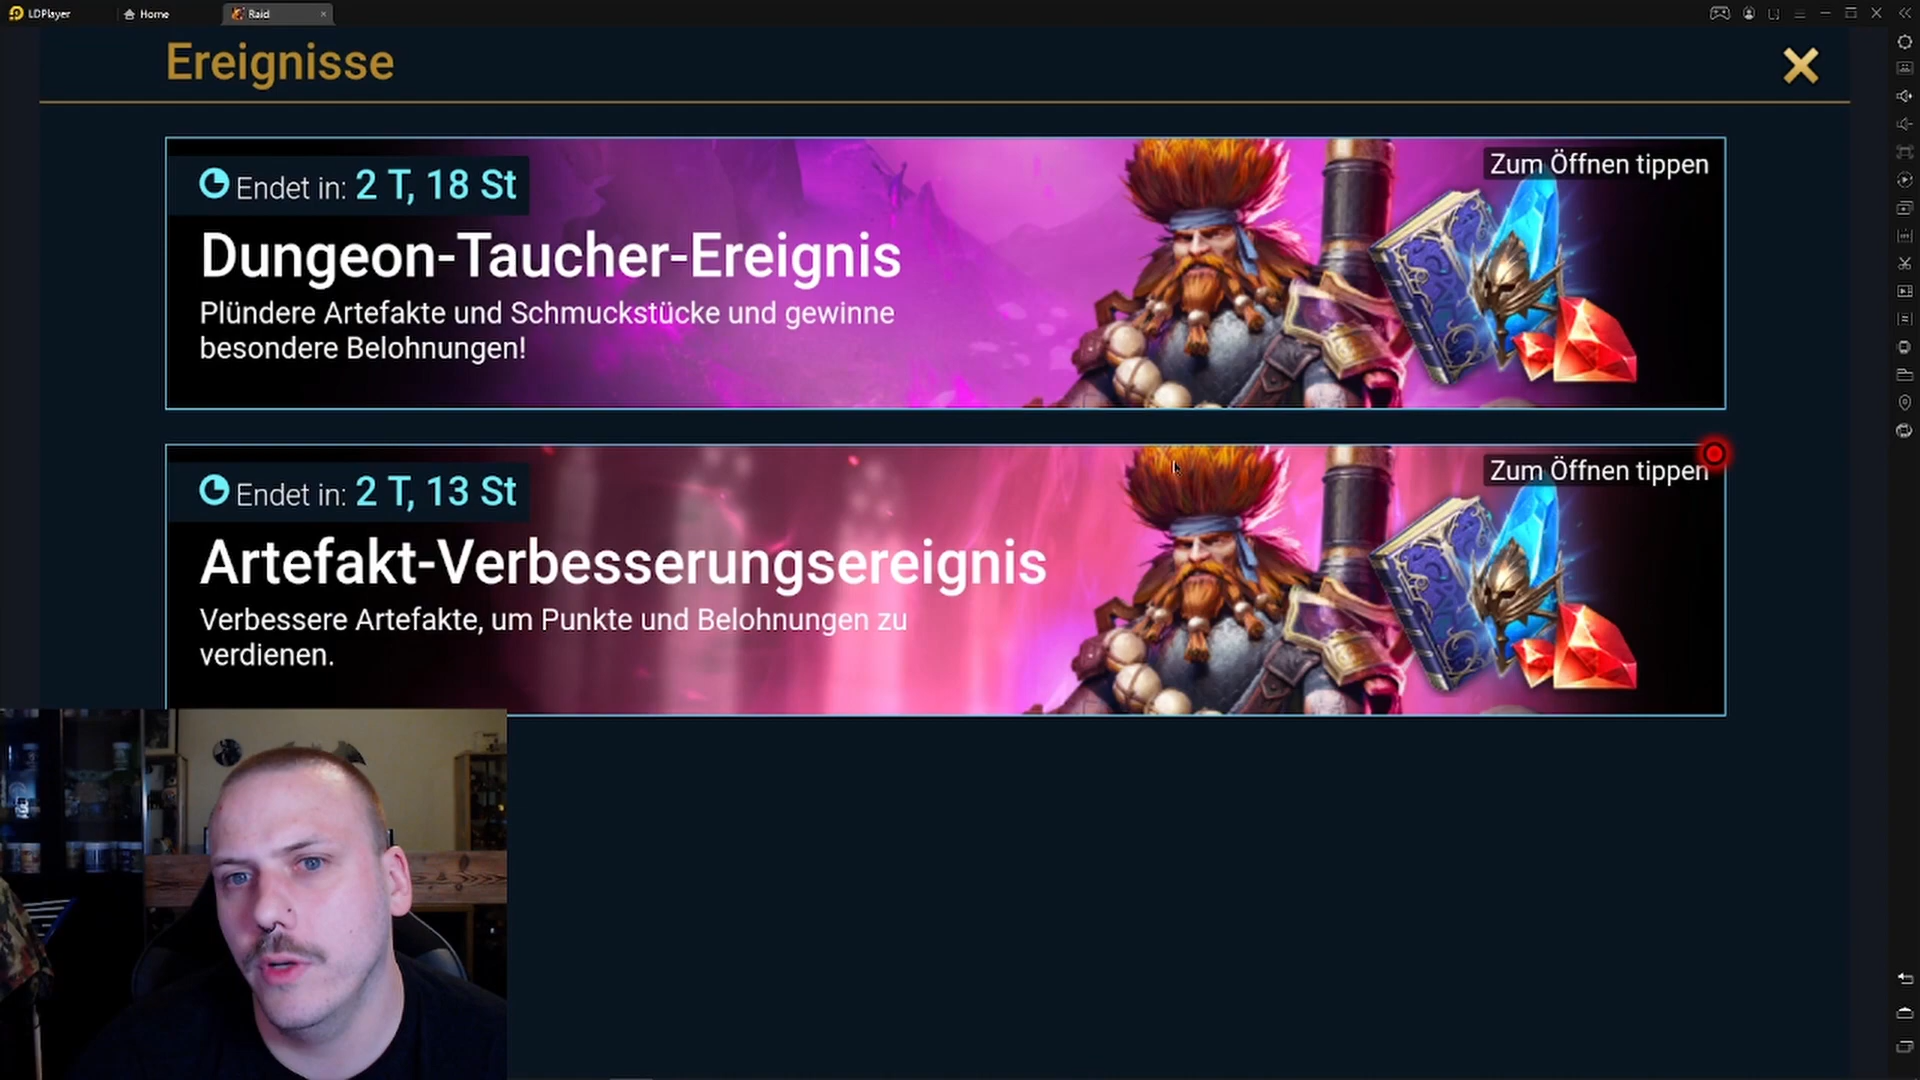 LDPlayer
Home
Raid
Ereignisse
Endet in: 2 T, 18 St
Zum Öffnen tippen
Dungeon-Taucher-Ereignis
Plündere Artefakte und Schmuckstücke und gewinne
besondere Belohnungen!
Endet in: 2 T, 13 St
Zum Öffnen tippen
Artefakt-Verbesserungsereignis
Verbessere Artefakte, um Punkte und Belohnungen zu
verdienen.